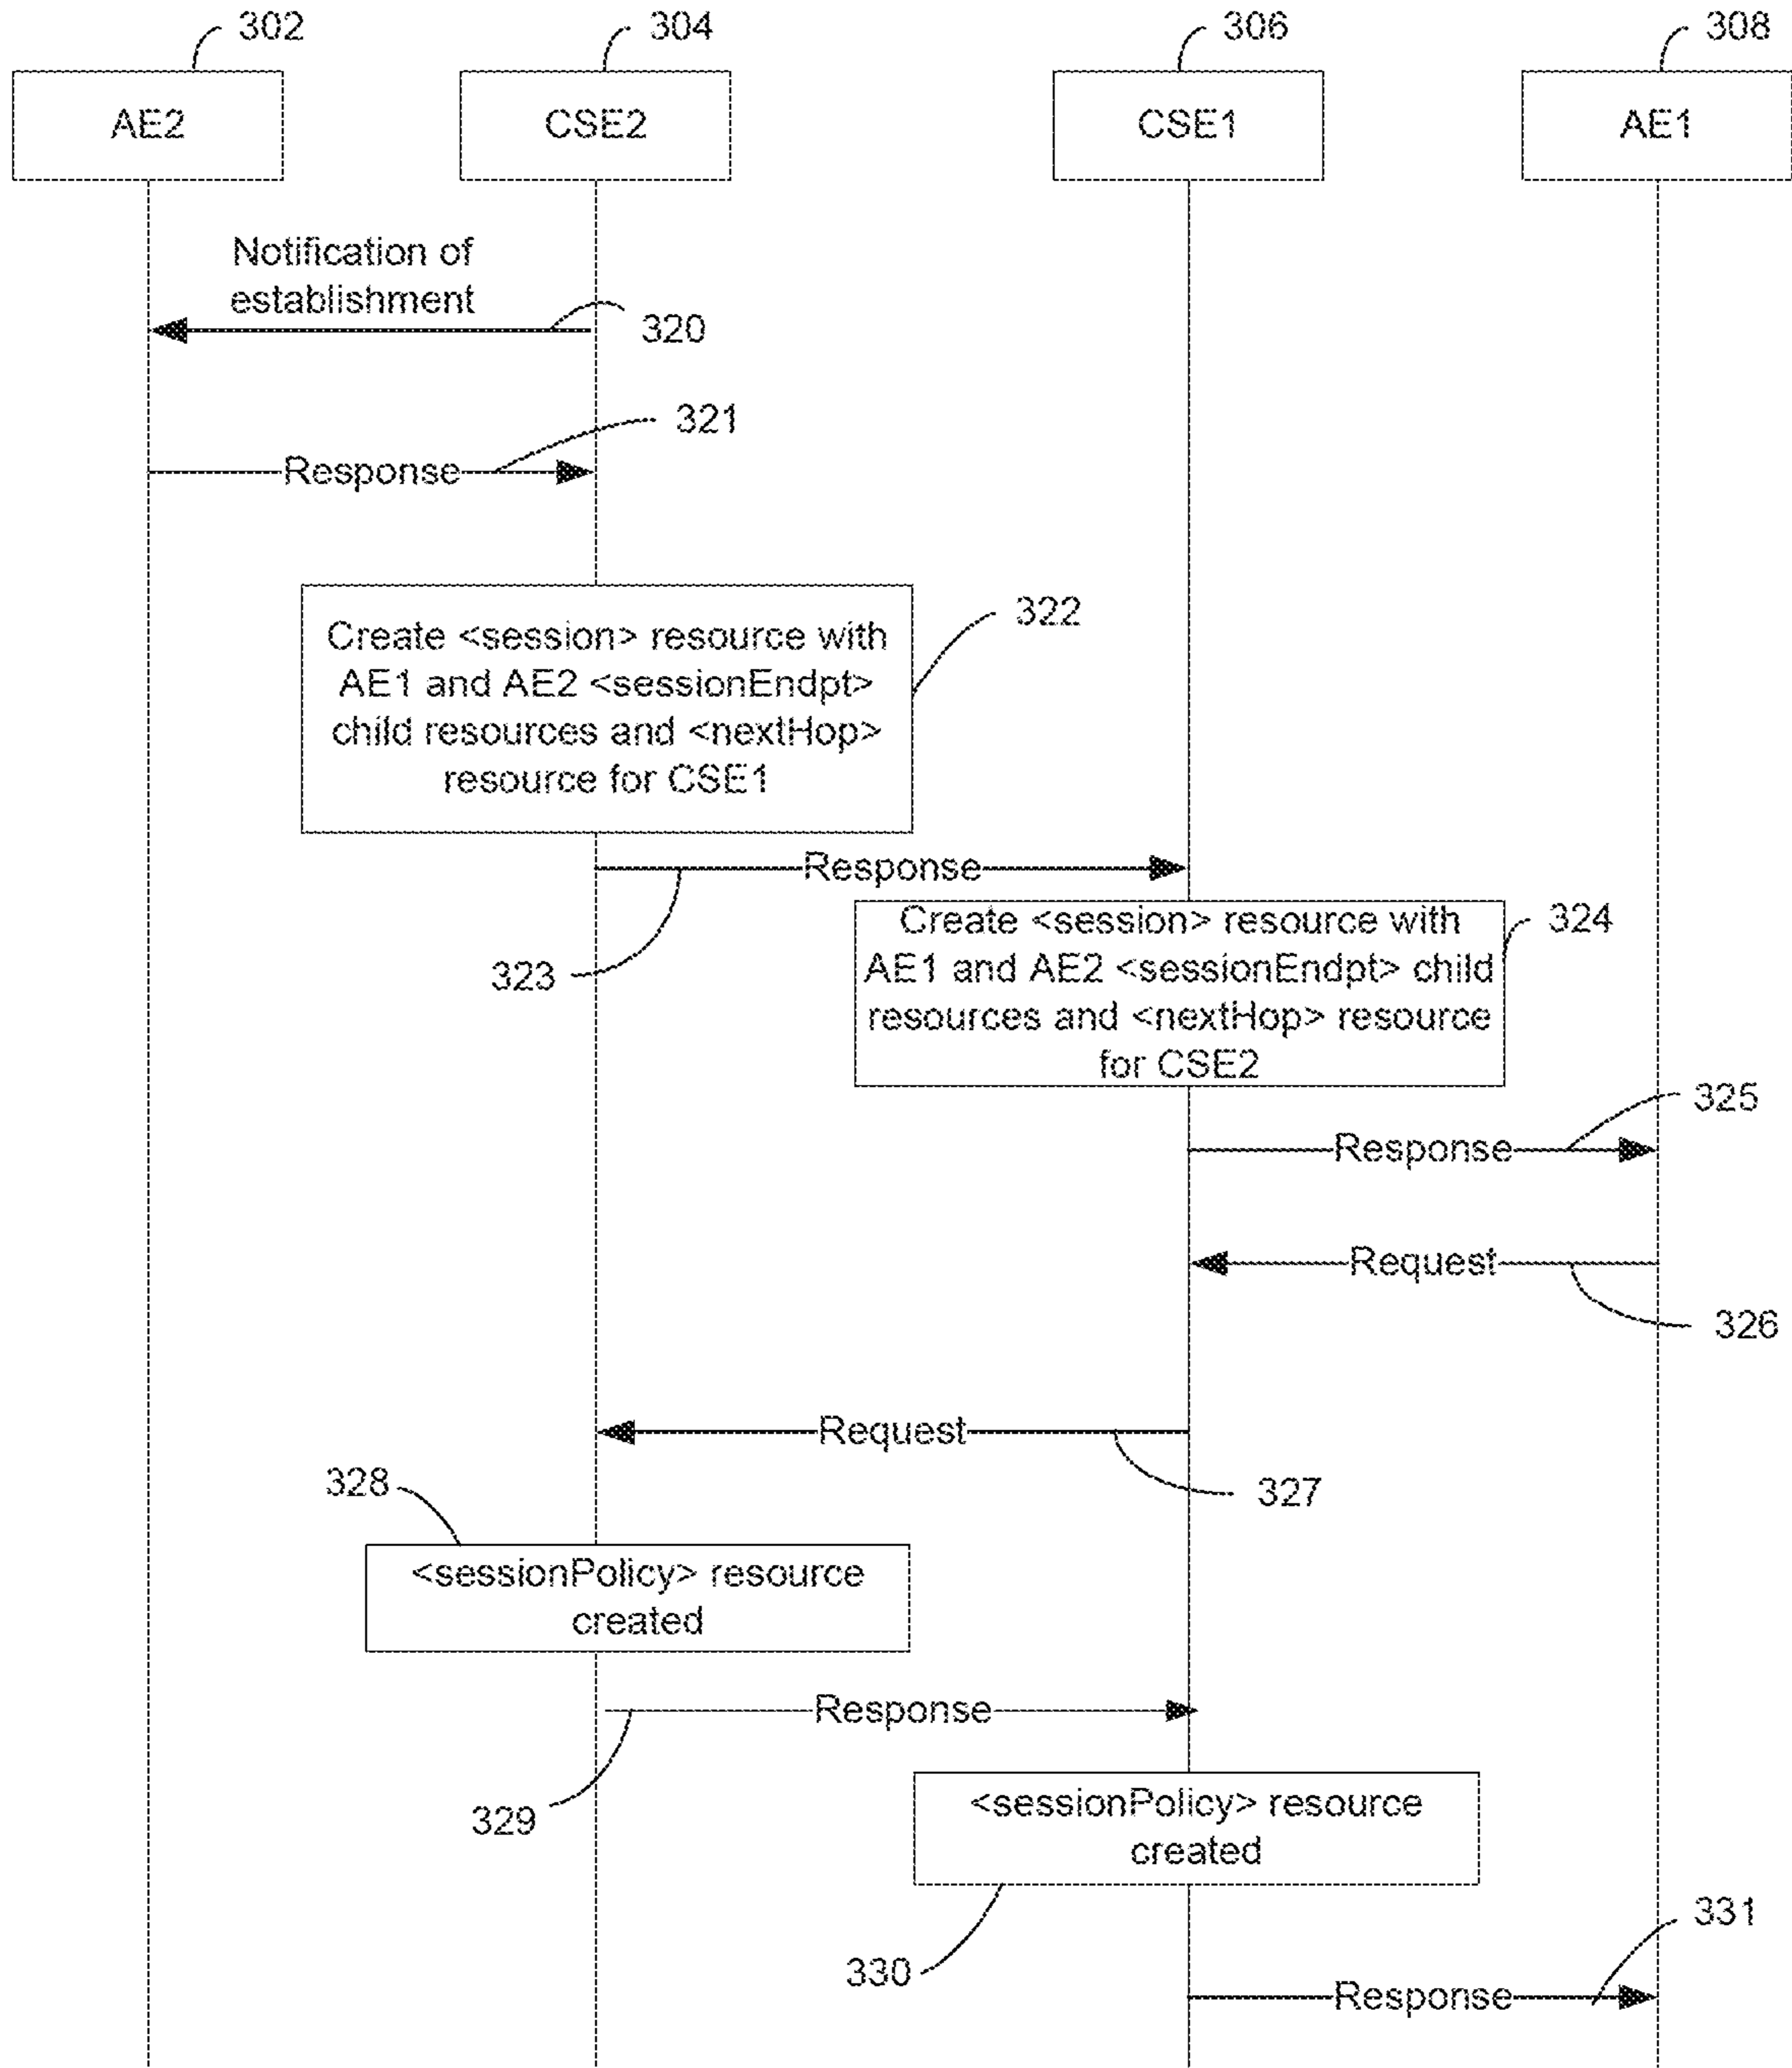 302
304
306
308
AE2
CSE2
CSE1
AE1
Notification of
establishment
320
321
Response
322
Create <session> resource with
AE1 and AE2 <sessionEndpt>
child resources and <nextHop>
resource for CSE1
Response
323
324
Create <session> resource with
AE1 and AE2 <sessionEndpt> child
resources and <nextHop> resource
for CSE2
325
Response
Request
326
Request
327
328
<sessionPolicy> resource
created
Response
329
<sessionPolicy> resource
created
330
331
Response